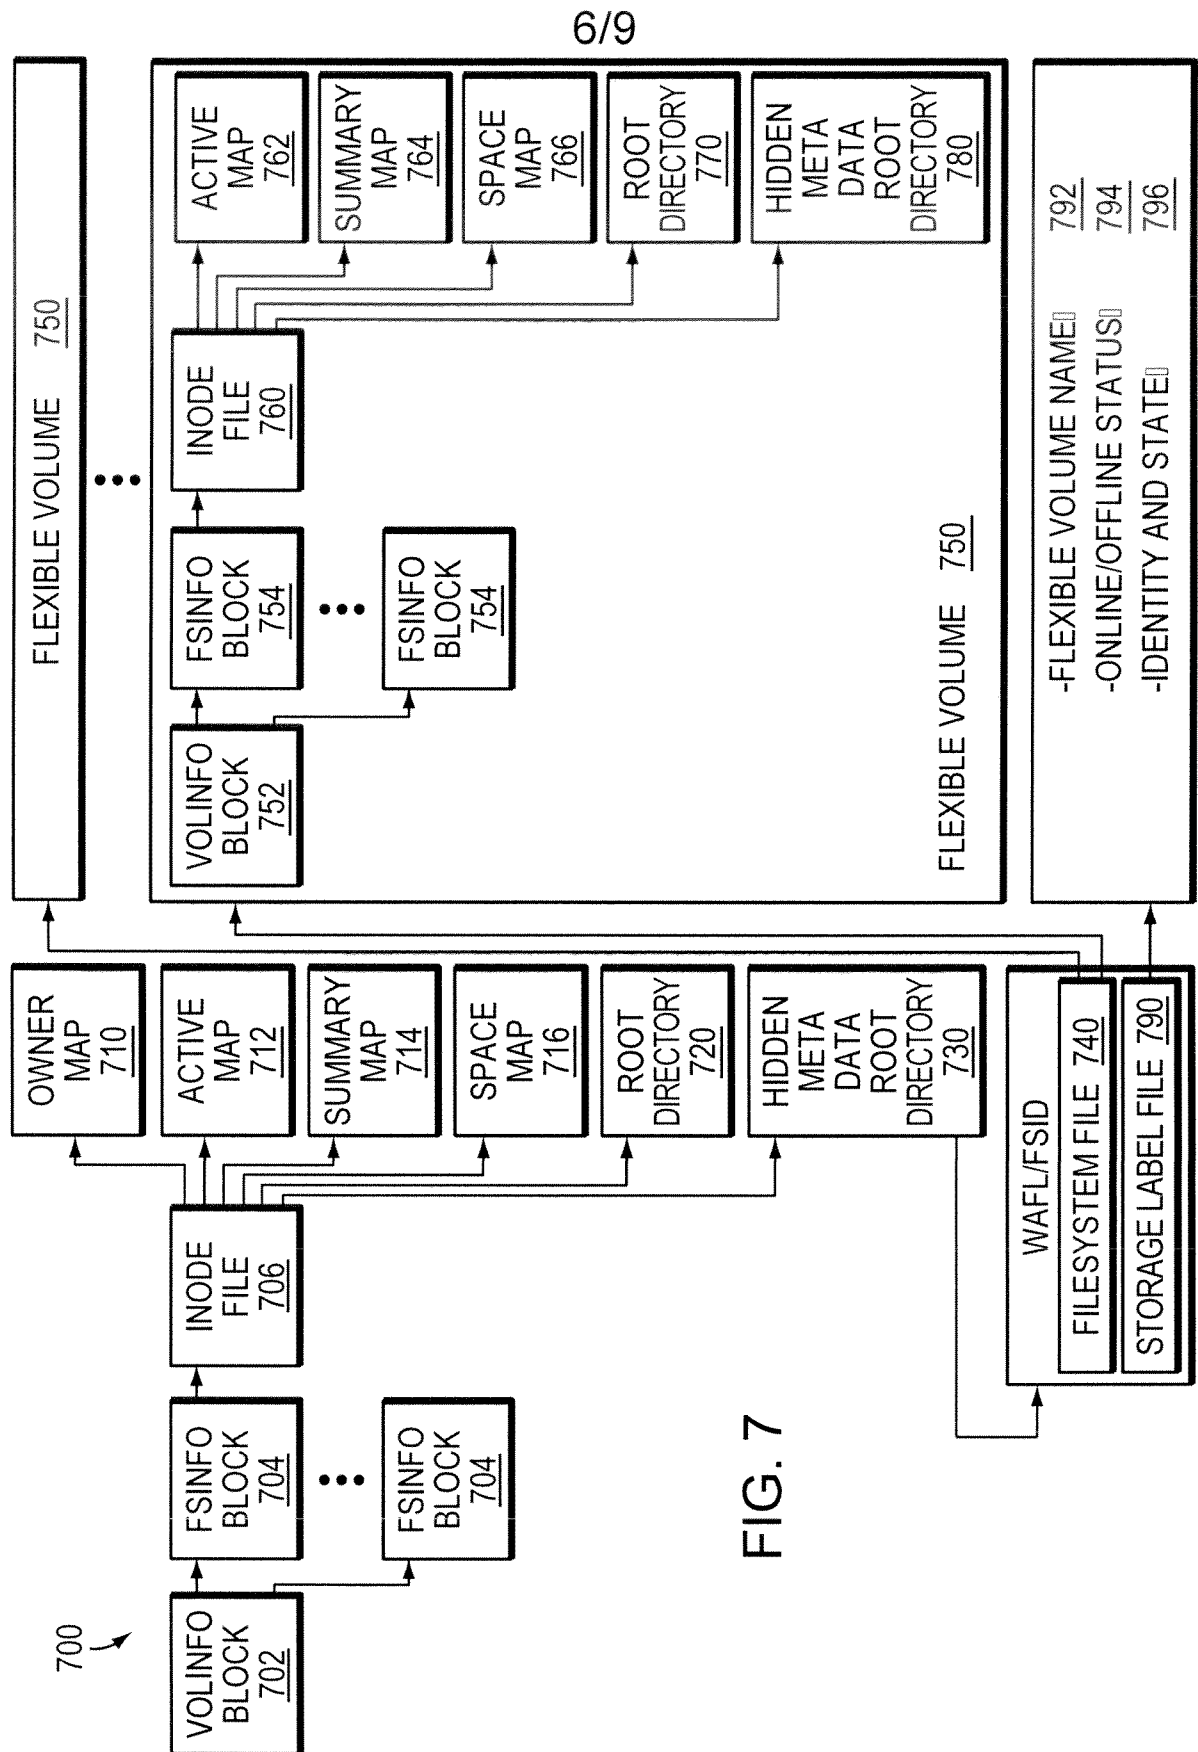 6/9
700
VOLINFO
BLOCK
702
FSINFO
BLOCK
704
FSINFO
BLOCK
704
INODE
FILE
706
OWNER
MAP
710
ACTIVE
MAP
712
SUMMARY
MAP
714
SPACE
MAP
716
ROOT
DIRECTORY
720
HIDDEN
META
DATA
ROOT
DIRECTORY
730
WAFL/FSID
FILESYSTEM FILE 740
STORAGE LABEL FILE 790
FLEXIBLE VOLUME 750
VOLINFO
BLOCK
752
FSINFO
BLOCK
754
FSINFO
BLOCK
754
INODE
FILE
760
ACTIVE
MAP
762
SUMMARY
MAP
764
SPACE
MAP
766
ROOT
DIRECTORY
770
HIDDEN
META
DATA
ROOT
DIRECTORY
780
FLEXIBLE VOLUME 750
-FLEXIBLE VOLUME NAME 792
-ONLINE/OFFLINE STATUS 794
-IDENTITY AND STATE 796
FIG. 7